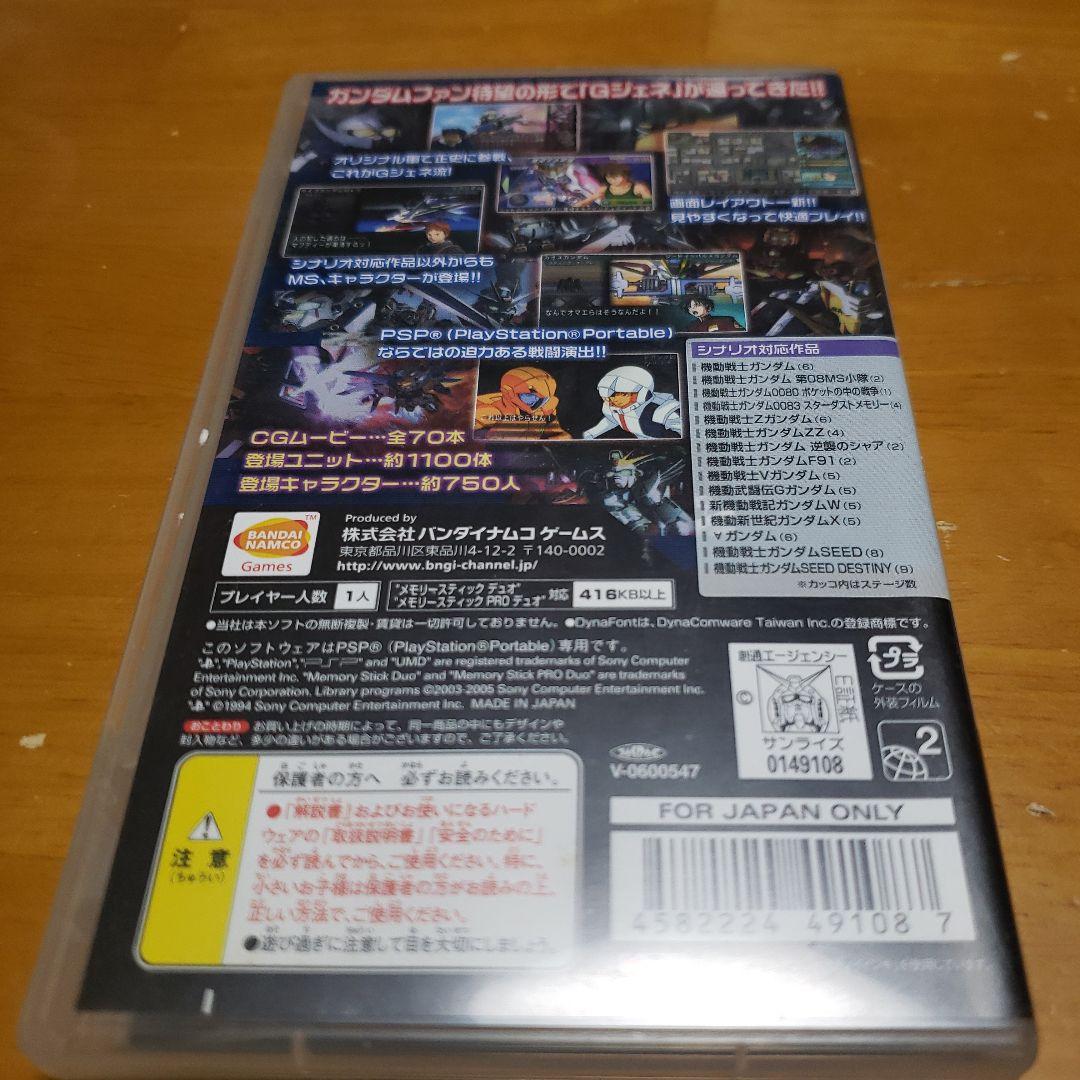 ガンダムファン待望の形で「Gジェネ」が還ってきた!!
オリジナル軍で正史に参戦、
これがGジェネ流!
画面レイアウト一新!!
見やすくなって快適プレイ!!
シナリオ対応作品以外からも
MS、キャラクターが登場!!
なんでオマエらはそうなんだよ!!
PSP®(PlayStation®Portable)
ならではの迫力ある戦闘演出!!
シナリオ対応作品
機動戦士ガンダム(6)
機動戦士ガンダム 第08MS小隊(2)
機動戦士ガンダム0080 ポケットの中の戦争(1)
機動戦士ガンダム0083 スターダストメモリー(4)
機動戦士Zガンダム(6)
機動戦士ガンダムZZ(4)
機動戦士ガンダム 逆襲のシャア(2)
機動戦士ガンダムF91(2)
機動戦士Vガンダム(5)
機動武闘伝Gガンダム(5)
新機動戦記ガンダムW(5)
機動新世紀ガンダムX(5)
∀ガンダム(6)
機動戦士ガンダムSEED(8)
機動戦士ガンダムSEED DESTINY(9)
※カッコ内はステージ数
CGムービー…全70本
登場ユニット…約1100体
登場キャラクター…約750人
BANDAI
NAMCO
Games
TM
Produced by
株式会社 バンダイナムコ ゲームス
東京都品川区東品川4-12-2 〒140-0002
http://www.bngi-channel.jp/
プレイヤー人数 1人
"メモリースティック デュオ"
"メモリースティック PRO デュオ" 対応 416KB以上
●当社は本ソフトの無断複製・賃貸は一切許可しておりません。 ●DynaFontは、DynaComware Taiwan Inc.の登録商標です。
このソフトウェアはPSP®(PlayStation®Portable)専用です。
"PlayStation", "PSP" and "UMD" are registered trademarks of Sony Computer
Entertainment Inc. "Memory Stick Duo" and "Memory Stick PRO Duo" are trademarks
of Sony Corporation. Library programs ©2003-2005 Sony Computer Entertainment Inc.
©1994 Sony Computer Entertainment Inc. MADE IN JAPAN
おことわり お買い上げの時期によって、同一商品の中にもデザインや
封入物など、多少の違いがある場合がございますので、ご了承ください。
創通エージェンシー
©
証紙
サンライズ
0149108
プラ
ケースの
外装フィルム
2
V-0600547
保護者の方へ 必ずお読みください。
注意
(ちゅうい)
●「解説書」およびお使いになるハード
ウェアの「取扱説明書」「安全のために」
を必ず読んでから、ご使用ください。特に、
小さいお子様は保護者の方がお読みの上、
正しい方法で、ご使用ください。
●遊び過ぎに注意して目を大切にしましょう。
FOR JAPAN ONLY
4582224 49108 7